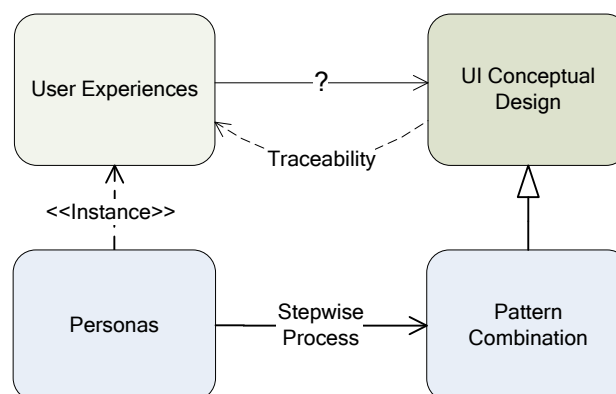 User Experiences
?
UI Conceptual
Design
Traceability
<<Instance>>
Personas
Stepwise
Process
Pattern
Combination